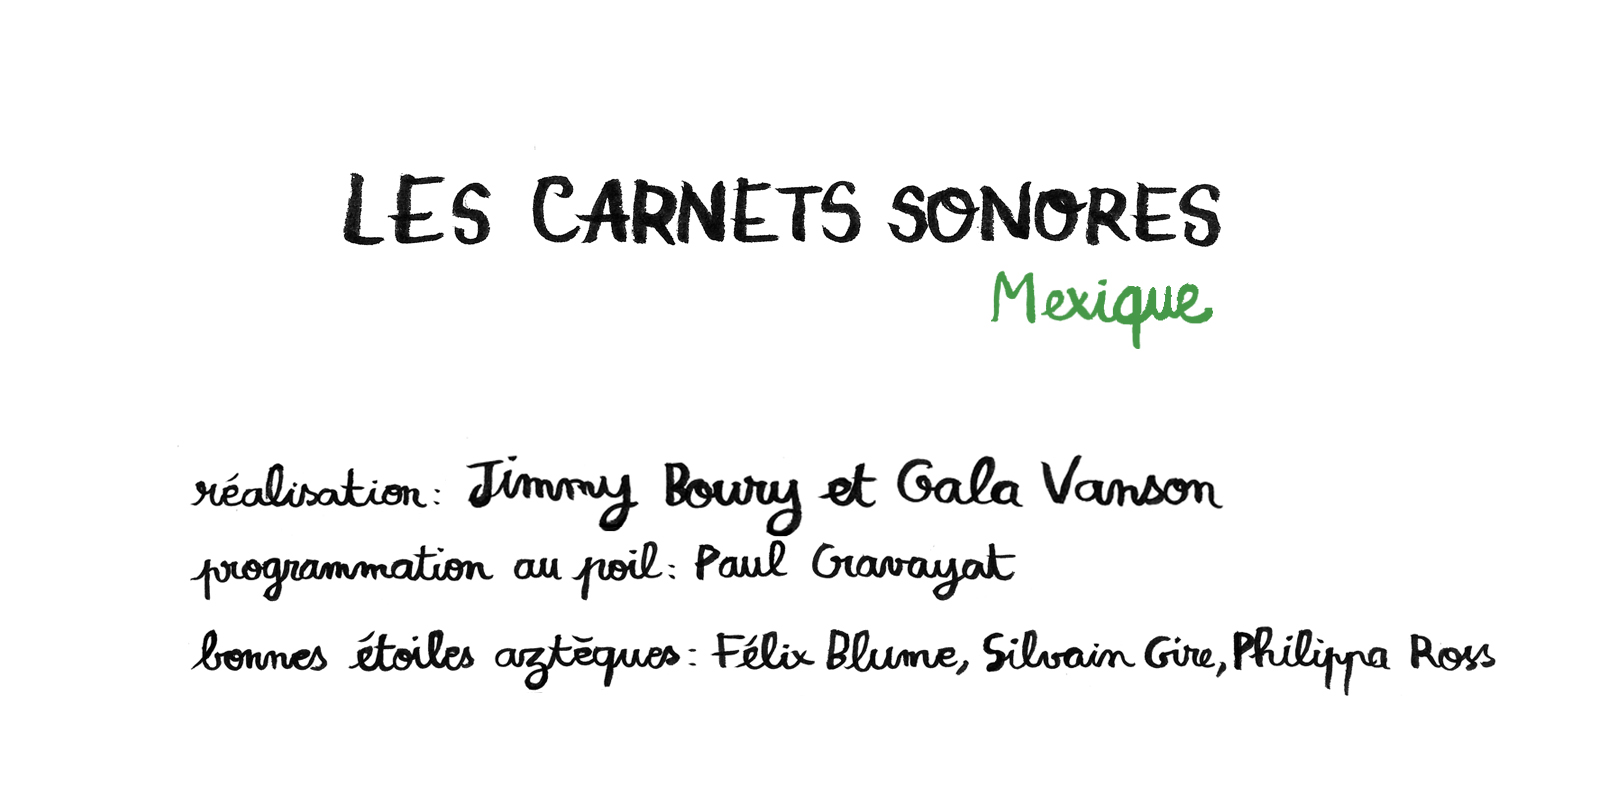 LES CARNETS SONORES
Mexique
réalisation: Jimmy Boury et Gala Vanson
programmation au poil: Paul Gravayat
bonnes étoiles aztèques: Félix Blume, Silvain Gire, Philippa Ross